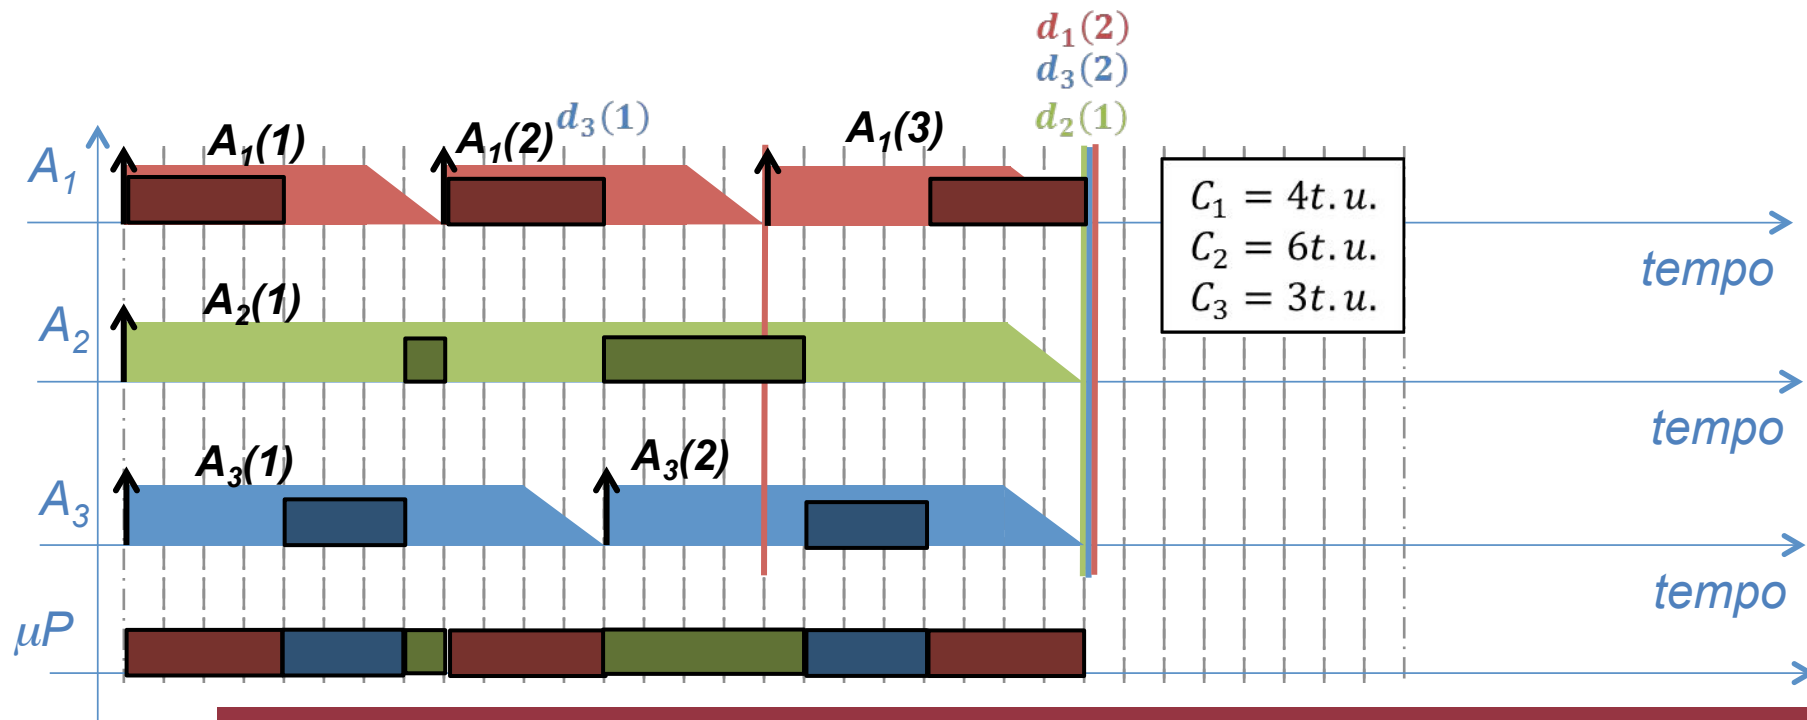 d₁(2)
d₃(2)
d₃(1)
d₂(1)
A₁
A₁(1)
A₁(2)
A₁(3)
C₁ = 4t.u.
C₂ = 6t.u.
C₃ = 3t.u.
tempo
A₂
A₂(1)
tempo
A₃
A₃(1)
A₃(2)
tempo
μP